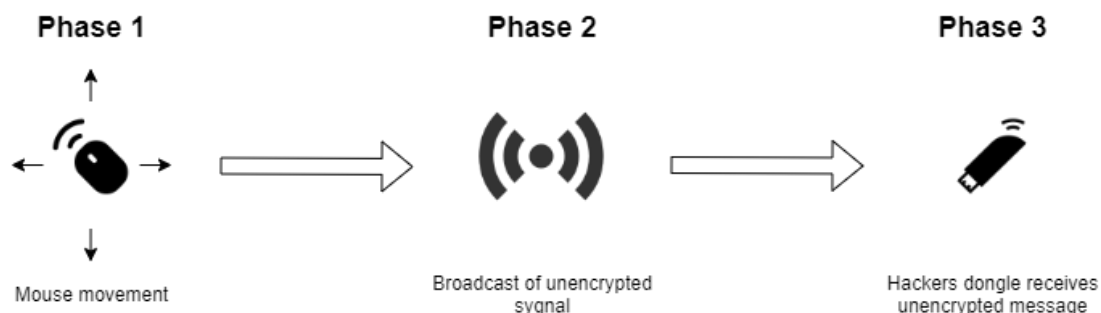 Phase 1
Phase 2
Phase 3
Mouse movement
Broadcast of unencrypted
sygnal
Hackers dongle receives
unencrypted message